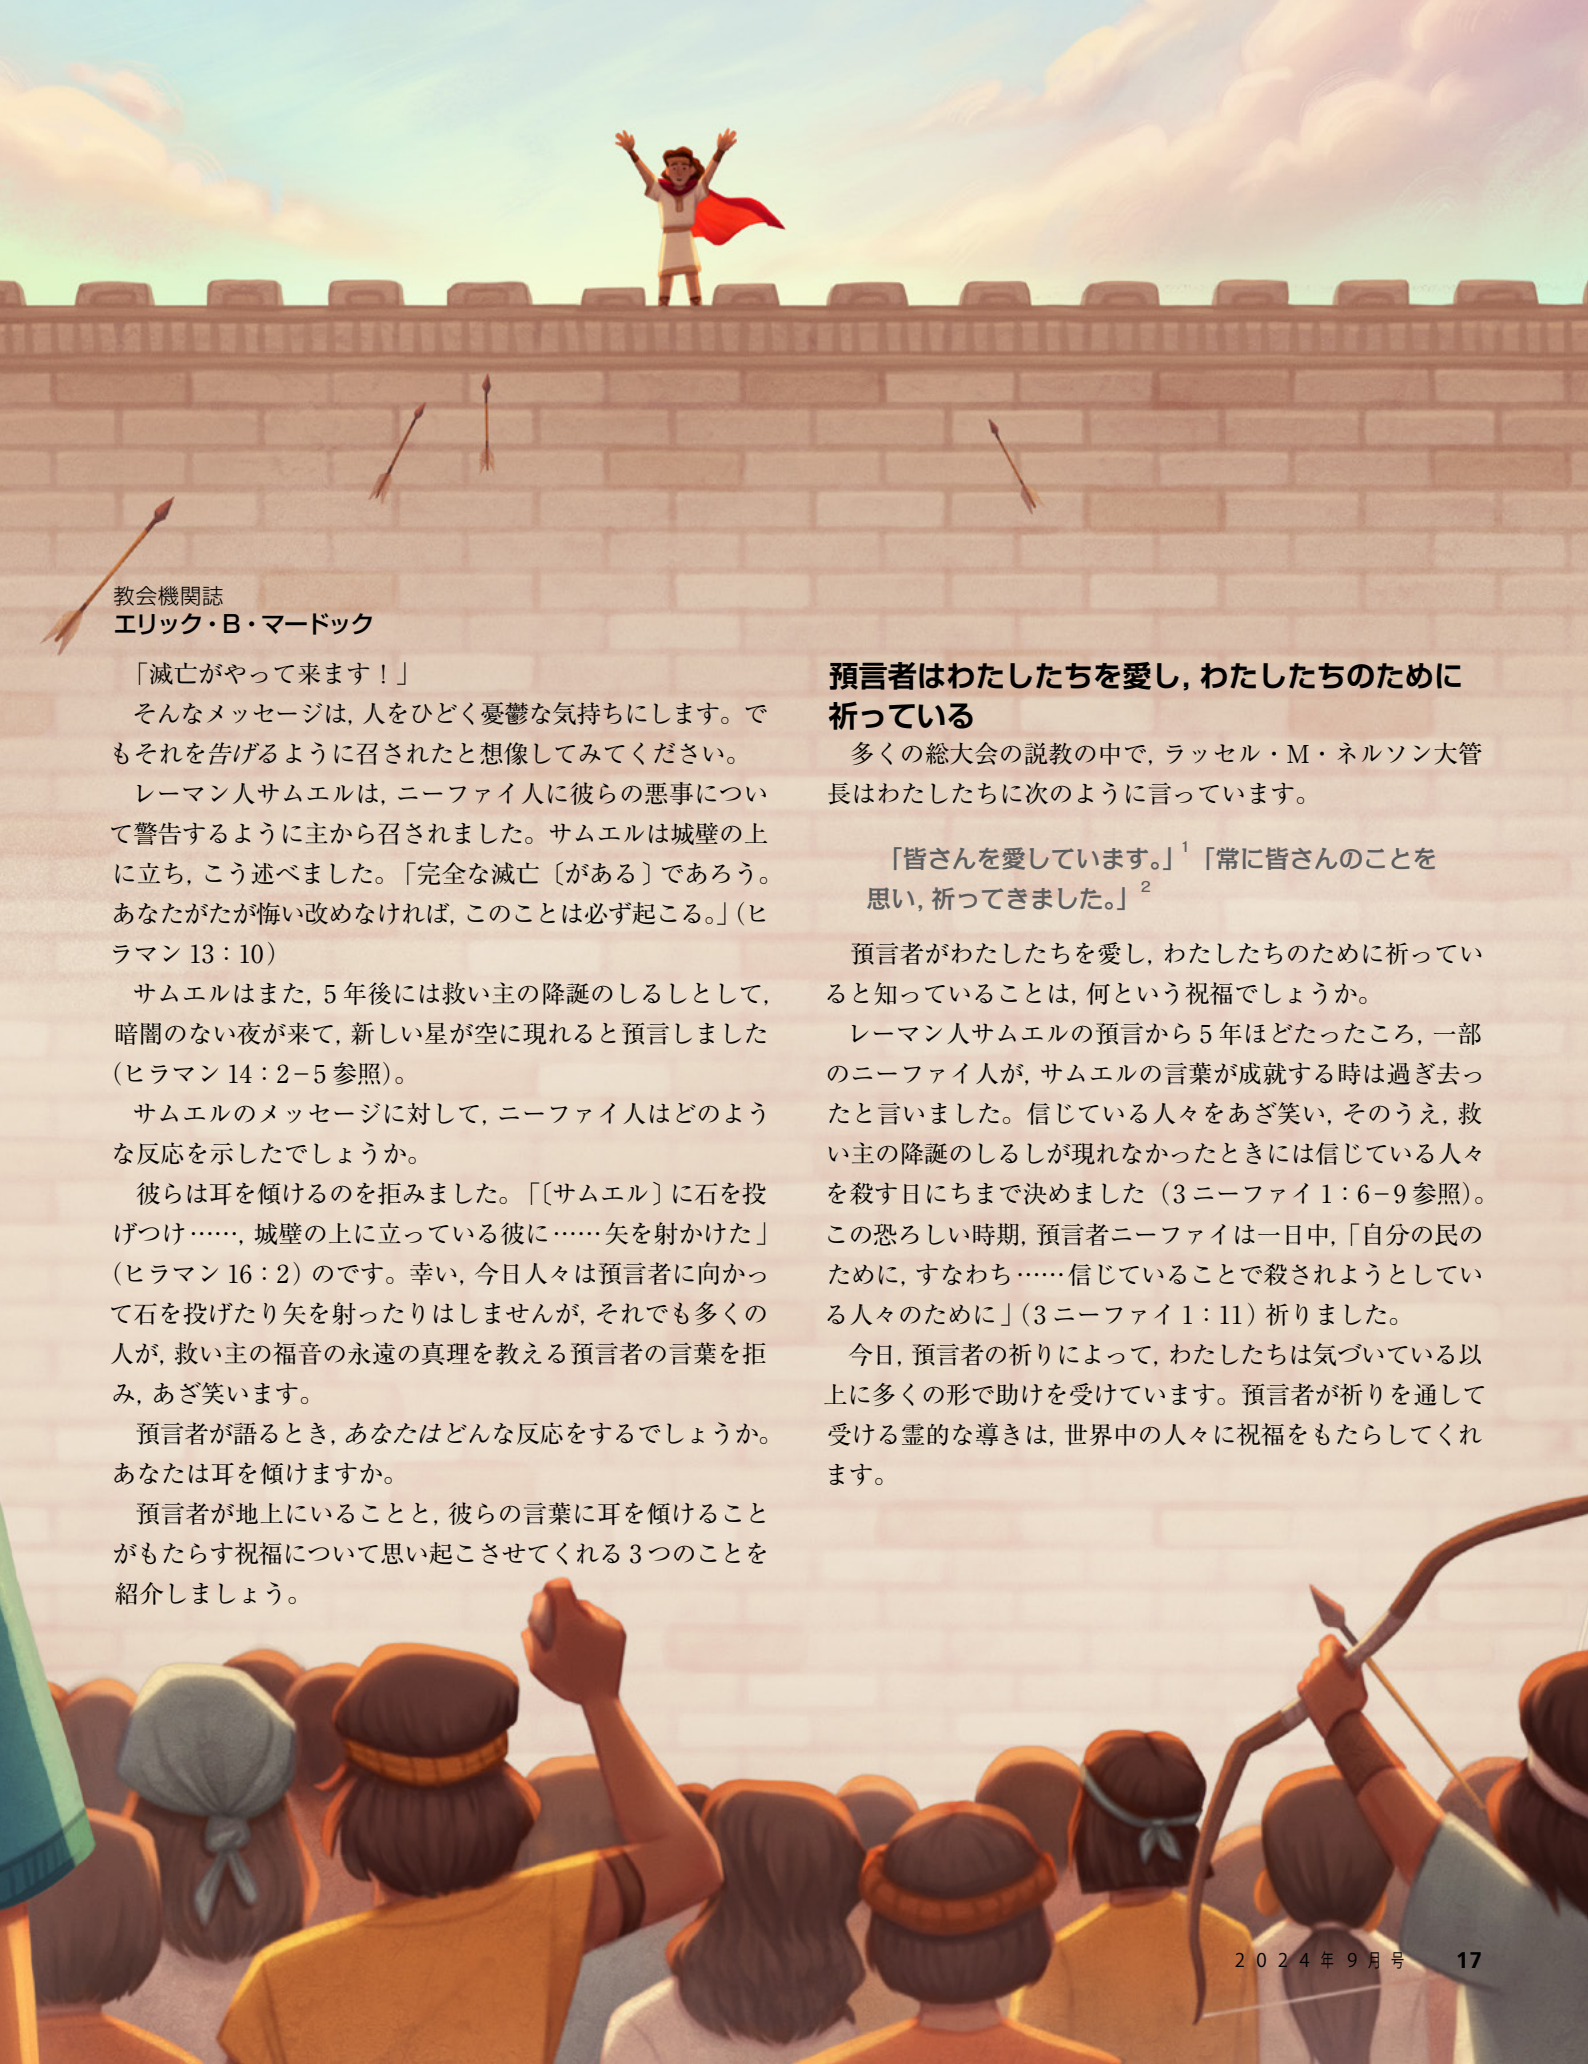 教会機関誌
エリック・B・マードック
「滅亡がやって来ます！」
そんなメッセージは，人をひどく憂鬱な気持ちにします。で
もそれを告げるように召されたと想像してみてください。
レーマン人サムエルは，ニーファイ人に彼らの悪事につい
て警告するように主から召されました。サムエルは城壁の上
に立ち，こう述べました。「完全な滅亡〔がある〕であろう。
あなたがたが悔い改めなければ，このことは必ず起こる。」（ヒ
ラマン 13：10）
サムエルはまた，5 年後には救い主の降誕のしるしとして，
暗闇のない夜が来て，新しい星が空に現れると預言しました
（ヒラマン 14：2−5 参照）。
サムエルのメッセージに対して，ニーファイ人はどのよう
な反応を示したでしょうか。
彼らは耳を傾けるのを拒みました。「〔サムエル〕に石を投
げつけ……，城壁の上に立っている彼に……矢を射かけた」
（ヒラマン 16：2）のです。幸い，今日人々は預言者に向かっ
て石を投げたり矢を射ったりはしませんが，それでも多くの
人が，救い主の福音の永遠の真理を教える預言者の言葉を拒
み，あざ笑います。
預言者が語るとき，あなたはどんな反応をするでしょうか。
あなたは耳を傾けますか。
預言者が地上にいることと，彼らの言葉に耳を傾けること
がもたらす祝福について思い起こさせてくれる 3 つのことを
紹介しましょう。
預言者はわたしたちを愛し，わたしたちのために
祈っている
多くの総大会の説教の中で，ラッセル・M・ネルソン大管
長はわたしたちに次のように言っています。
「皆さんを愛しています。」1「常に皆さんのことを
思い，祈ってきました。」2
預言者がわたしたちを愛し，わたしたちのために祈ってい
ると知っていることは，何という祝福でしょうか。
レーマン人サムエルの預言から 5 年ほどたったころ，一部
のニーファイ人が，サムエルの言葉が成就する時は過ぎ去っ
たと言いました。信じている人々をあざ笑い，そのうえ，救
い主の降誕のしるしが現れなかったときには信じている人々
を殺す日にちまで決めました（3 ニーファイ 1：6−9 参照）。
この恐ろしい時期，預言者ニーファイは一日中，「自分の民の
ために，すなわち……信じていることで殺されようとしてい
る人々のために」（3 ニーファイ 1：11）祈りました。
今日，預言者の祈りによって，わたしたちは気づいている以
上に多くの形で助けを受けています。預言者が祈りを通して
受ける霊的な導きは，世界中の人々に祝福をもたらしてくれ
ます。
2024年9月号 17